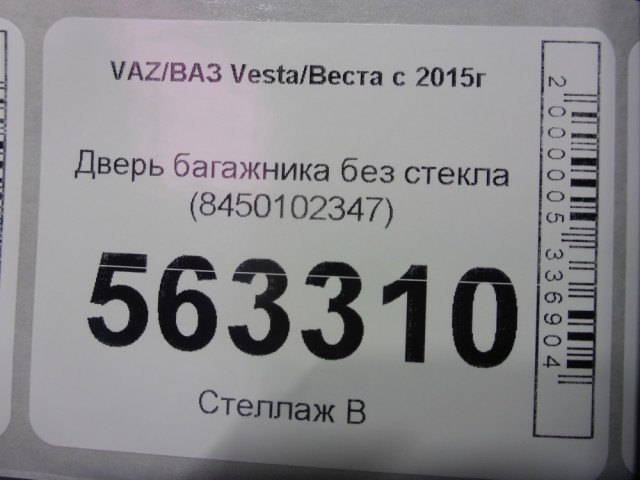 VAZ/ВАЗ Vesta/Веста с 2015г
Дверь багажника без стекла
(8450102347)
563310
Стеллаж В
2000005336904